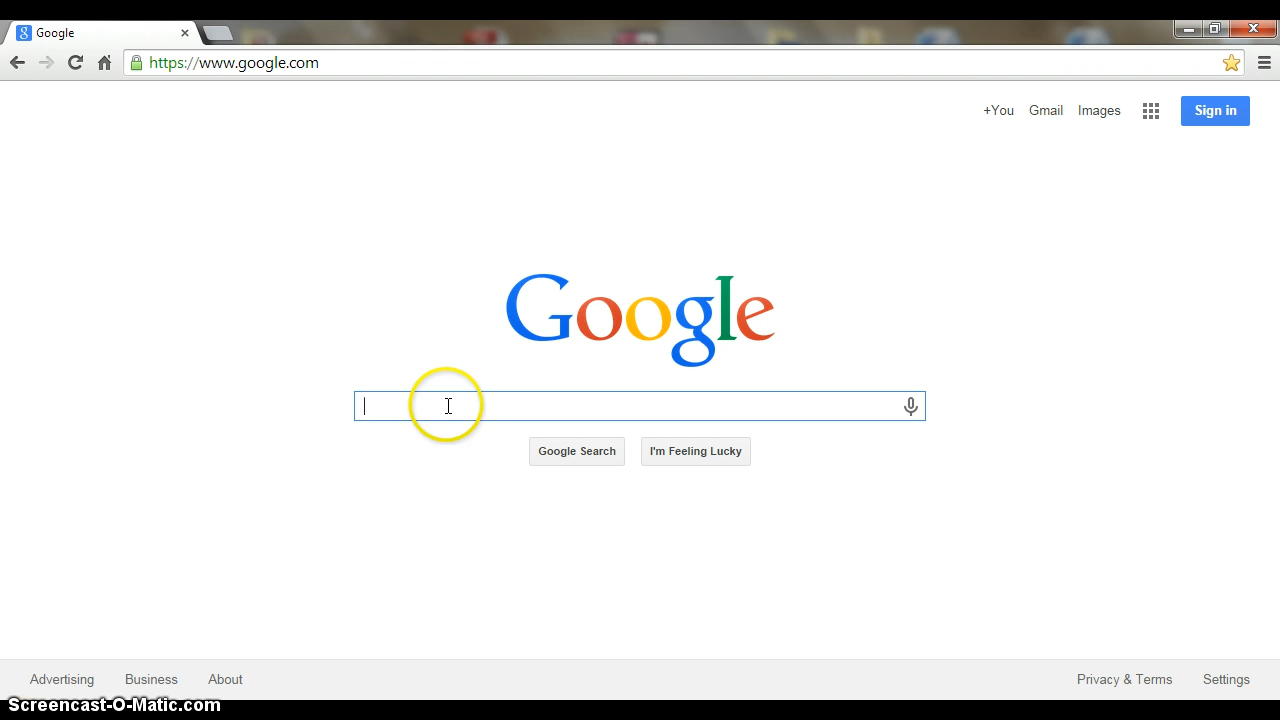 Google
https://www.google.com
+You Gmail Images Sign in
Google
Google Search I'm Feeling Lucky
Advertising Business About Privacy & Terms Settings
Screencast-O-Matic.com